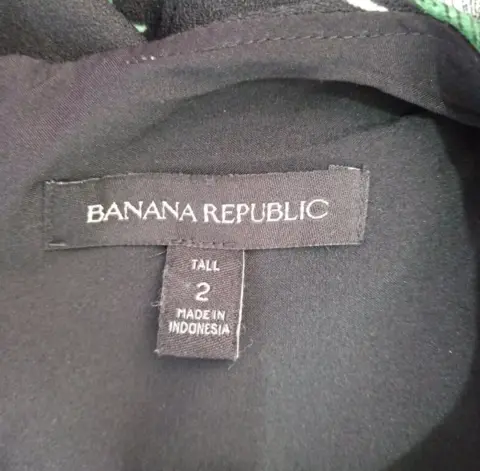 BANANA REPUBLIC
TALL
2
MADE IN
INDONESIA